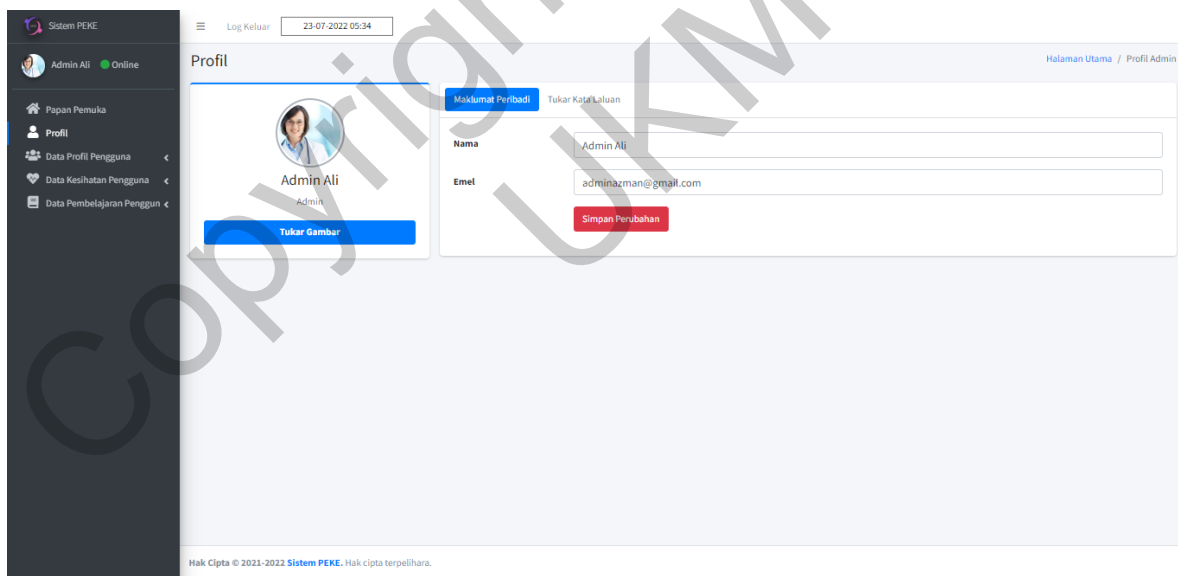 Sistem PEKE
Log Keluar
23-07-2022 05:34
Admin Ali Online
Profil
Halaman Utama / Profil Admin
Papan Pemuka
Profil
Data Profil Pengguna
Data Kesihatan Pengguna
Data Pembelajaran Penggun
Admin Ali
Admin
Tukar Gambar
Maklumat Peribadi Tukar Kata Laluan
Nama Admin Ali
Emel adminazman@gmail.com
Simpan Perubahan
Hak Cipta © 2021-2022 Sistem PEKE. Hak cipta terpelihara.
Copyright
UKM